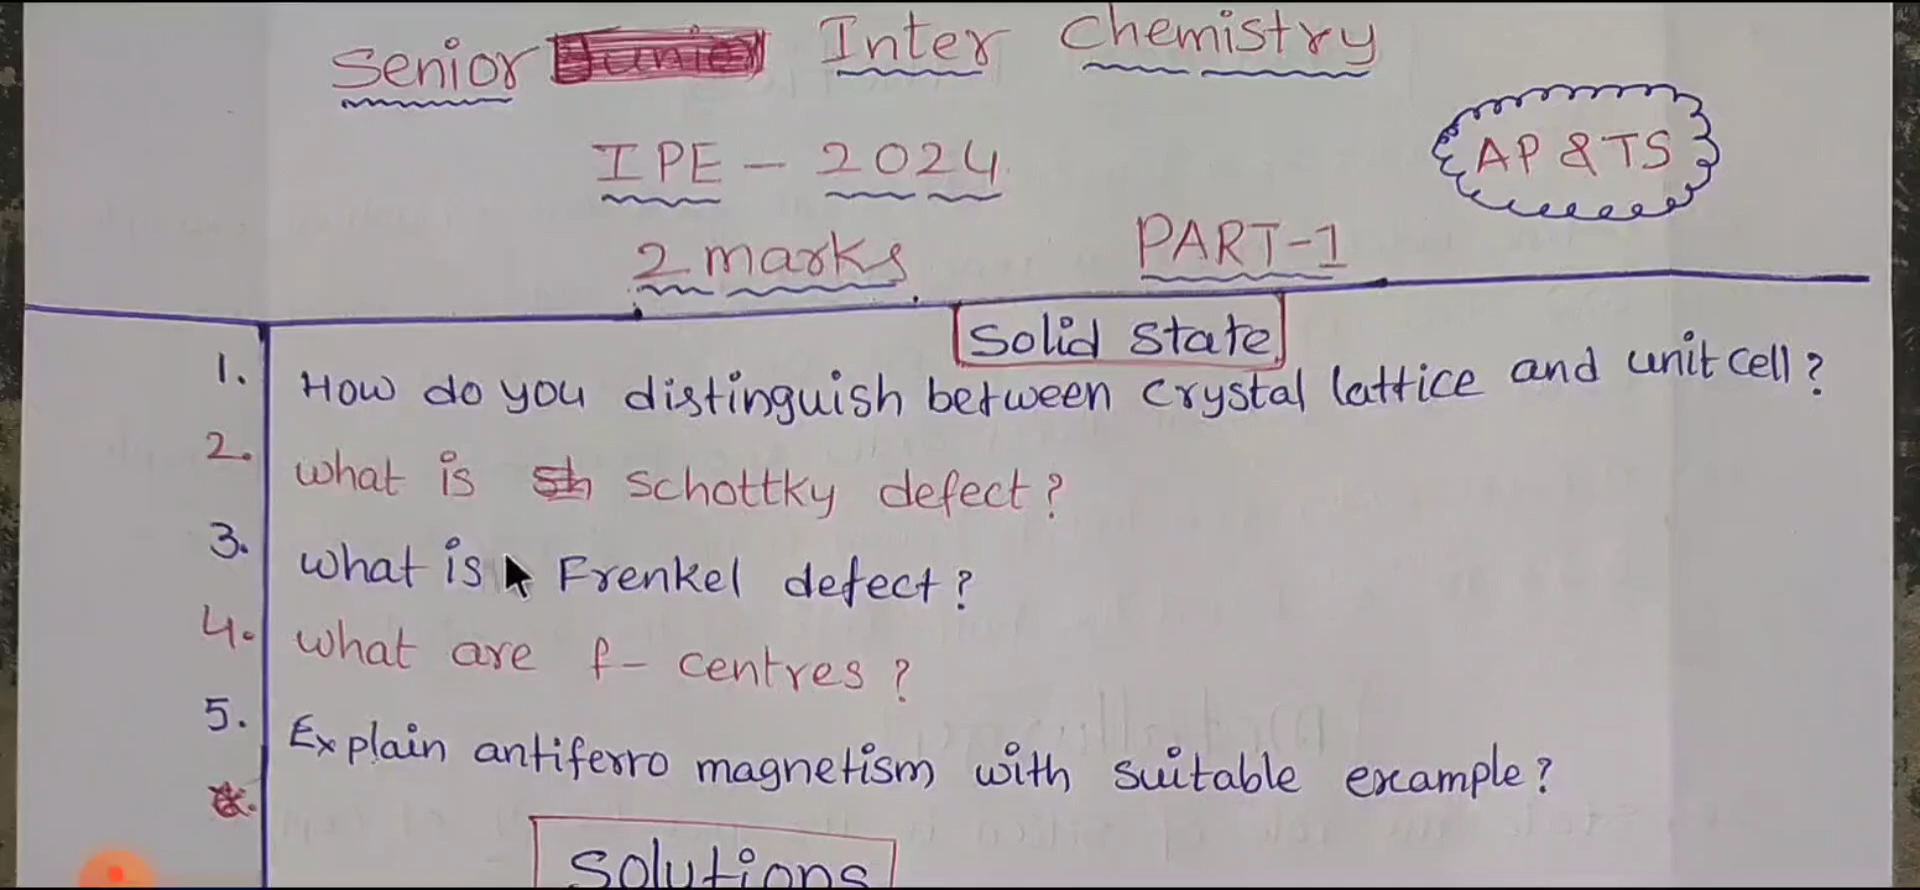 Senior Inter Chemistry
IPE - 2024
AP & TS
2 marks PART-1
Solid State
1. How do you distinguish between crystal lattice and unit cell?
2. what is sh schottky defect?
3. what is Frenkel defect?
4. what are f- centres?
5. Explain antiferro magnetism with suitable example?
Solutions